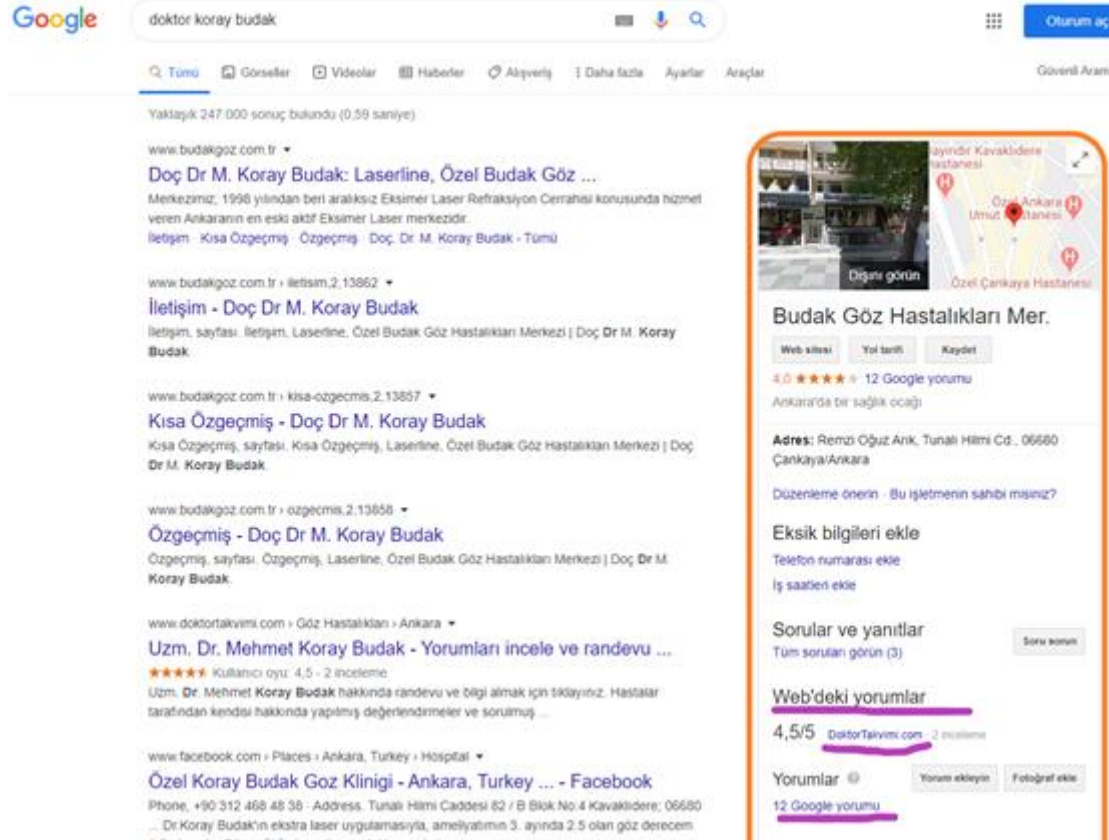 Google
doktor koray budak
Oturum aç
Tümü Görseller Videolar Haberler Alışveriş Daha fazla Ayarlar Araçlar
Güvenli Aram
Yaklaşık 247.000 sonuç bulundu (0,59 saniye)
www.budakgoz.com.tr
Doç Dr M. Koray Budak: Laserline, Özel Budak Göz ...
Merkezimiz, 1998 yılından beri aralıksız Eksimer Laser Refraksiyon Cerrahisi konusunda hizmet
veren Ankaranın en eski aktif Eksimer Laser merkezidir.
İletişim · Kısa Özgeçmiş · Özgeçmiş · Doç. Dr. M. Koray Budak - Tümü
www.budakgoz.com.tr › iletisim,2,13862
İletişim - Doç Dr M. Koray Budak
İletişim, sayfası. İletişim, Laserline, Özel Budak Göz Hastalıkları Merkezi | Doç Dr M. Koray
Budak
www.budakgoz.com.tr › kisa-ozgecmis,2,13857
Kısa Özgeçmiş - Doç Dr M. Koray Budak
Kısa Özgeçmiş, sayfası. Kısa Özgeçmiş, Laserline, Özel Budak Göz Hastalıkları Merkezi | Doç
Dr M. Koray Budak.
www.budakgoz.com.tr › ozgecmis,2,13858
Özgeçmiş - Doç Dr M. Koray Budak
Özgeçmiş, sayfası. Özgeçmiş, Laserline, Özel Budak Göz Hastalıkları Merkezi | Doç Dr M.
Koray Budak.
www.doktortakvimi.com › Göz Hastalıkları › Ankara
Uzm. Dr. Mehmet Koray Budak - Yorumları incele ve randevu ...
Kullanıcı oyu: 4,5 - 2 inceleme
Uzm. Dr. Mehmet Koray Budak hakkında randevu ve bilgi almak için tıklayınız. Hastalar
tarafından kendisi hakkında yapılmış değerlendirmeler ve sorulmuş ...
www.facebook.com › Places › Ankara, Turkey › Hospital
Özel Koray Budak Goz Klinigi - Ankara, Turkey ... - Facebook
Phone, +90 312 468 48 38 · Address. Tunalı Hilmi Caddesi 82 / B Blok No:4 Kavaklıdere; 06680
... Dr.Koray Budak'ın ekstra laser uygulamasıyla, ameliyatımın 3. ayında 2.5 olan göz derecem
ayındır Kavaklıdere
Hastanesi
Özel Ankara
Umut Hastanesi
Özel Çankaya Hastanesi
Dışını görün
Budak Göz Hastalıkları Mer.
Web sitesi Yol tarifi Kaydet
4,0 12 Google yorumu
Ankara'da bir sağlık ocağı
Adres: Remzi Oğuz Arık, Tunalı Hilmi Cd., 06680
Çankaya/Ankara
Düzenleme önerin · Bu işletmenin sahibi misiniz?
Eksik bilgileri ekle
Telefon numarası ekle
İş saatleri ekle
Sorular ve yanıtlar
Soru sorun
Tüm soruları görün (3)
Web'deki yorumlar
4,5/5 DoktorTakvimi.com · 2 inceleme
Yorumlar
Yorum ekleyin Fotoğraf ekle
12 Google yorumu